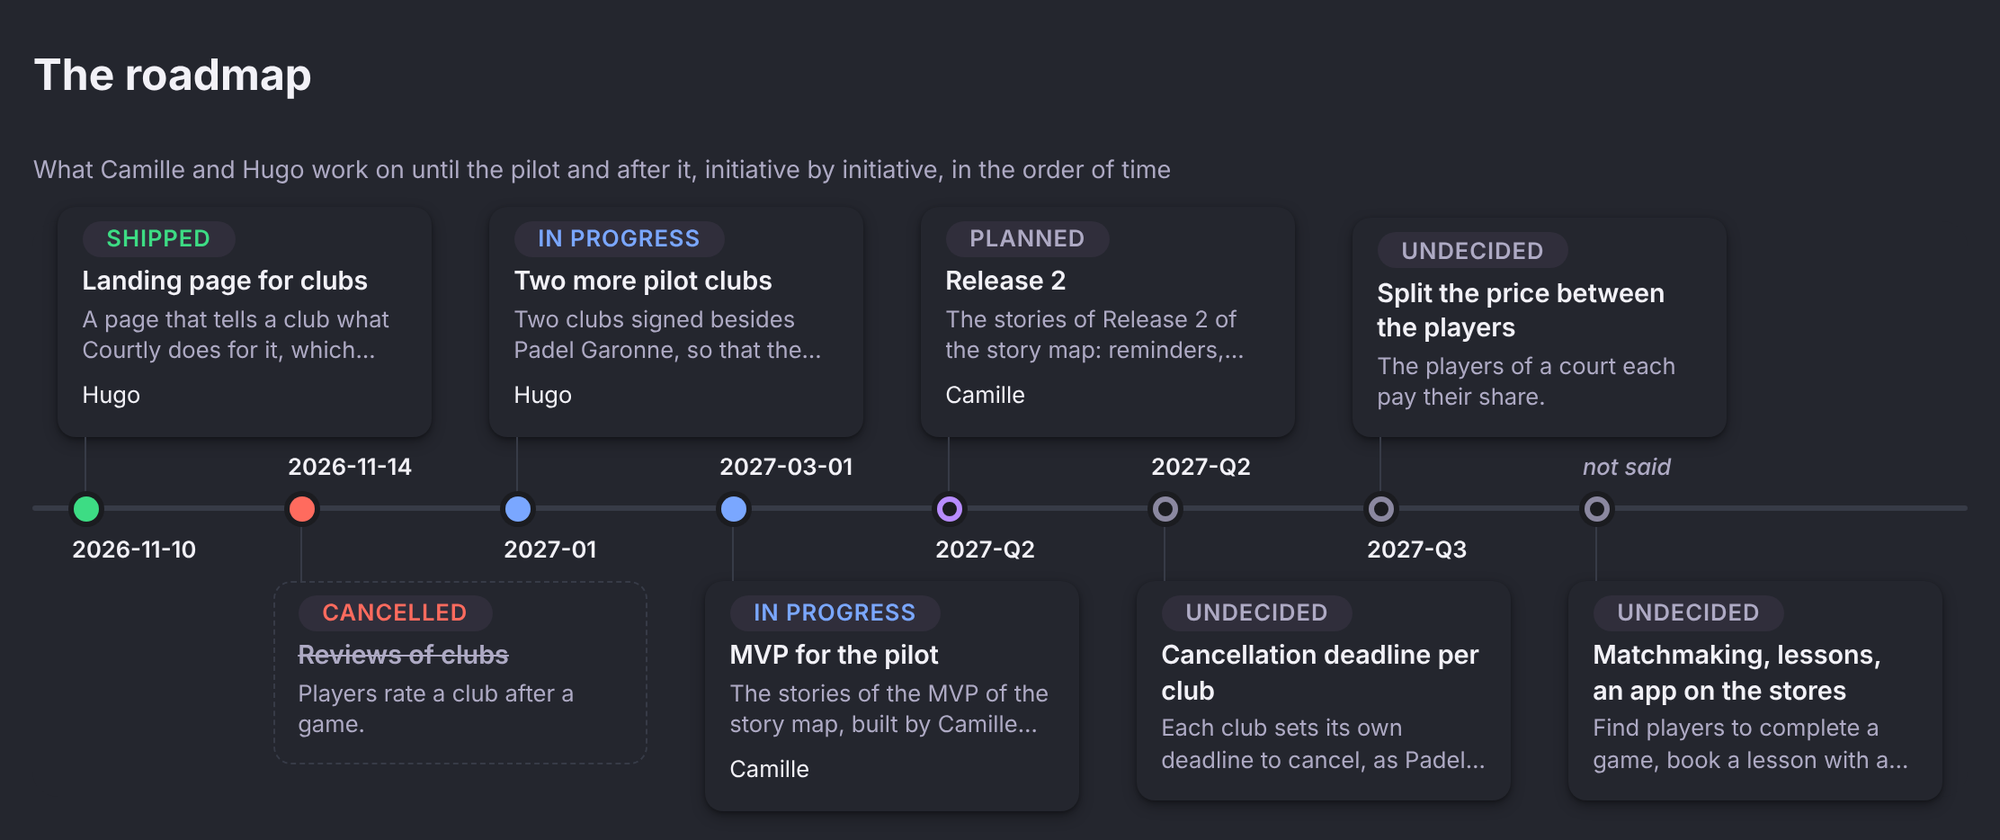 The roadmap
What Camille and Hugo work on until the pilot and after it, initiative by initiative, in the order of time
SHIPPED
Landing page for clubs
A page that tells a club what
Courtly does for it, which...
Hugo
2026-11-10
2026-11-14
CANCELLED
Reviews of clubs
Players rate a club after a
game.
IN PROGRESS
Two more pilot clubs
Two clubs signed besides
Padel Garonne, so that the...
Hugo
2027-01
2027-03-01
IN PROGRESS
MVP for the pilot
The stories of the MVP of the
story map, built by Camille...
Camille
PLANNED
Release 2
The stories of Release 2 of
the story map: reminders,...
Camille
2027-Q2
2027-Q2
UNDECIDED
Cancellation deadline per
club
Each club sets its own
deadline to cancel, as Padel...
UNDECIDED
Split the price between
the players
The players of a court each
pay their share.
2027-Q3
not said
UNDECIDED
Matchmaking, lessons,
an app on the stores
Find players to complete a
game, book a lesson with a...